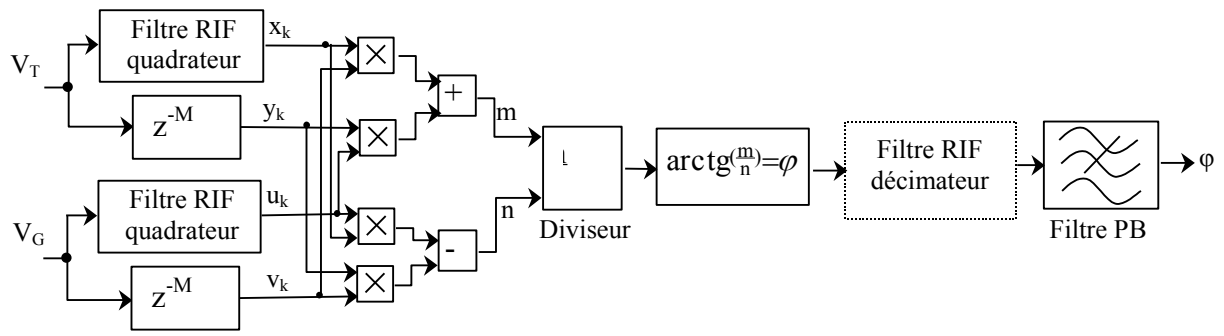 Filtre RIF
quadrateur
x_k
V_T
z^{-M}
y_k
×
×
+
m
Filtre RIF
quadrateur
u_k
V_G
z^{-M}
v_k
×
×
-
n
Diviseur
arctg(m/n)=φ
Filtre RIF
décimateur
Filtre PB
φ